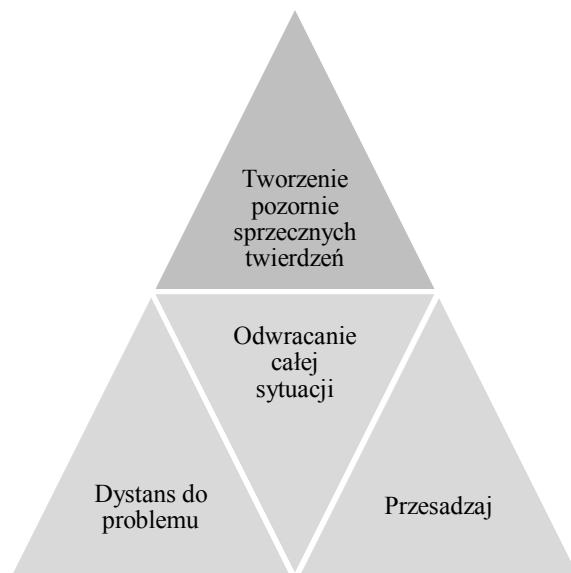 Tworzenie
pozornie
sprzecznych
twierdzeń
Odwracanie
całej
sytuacji
Dystans do
problemu
Przesadzaj